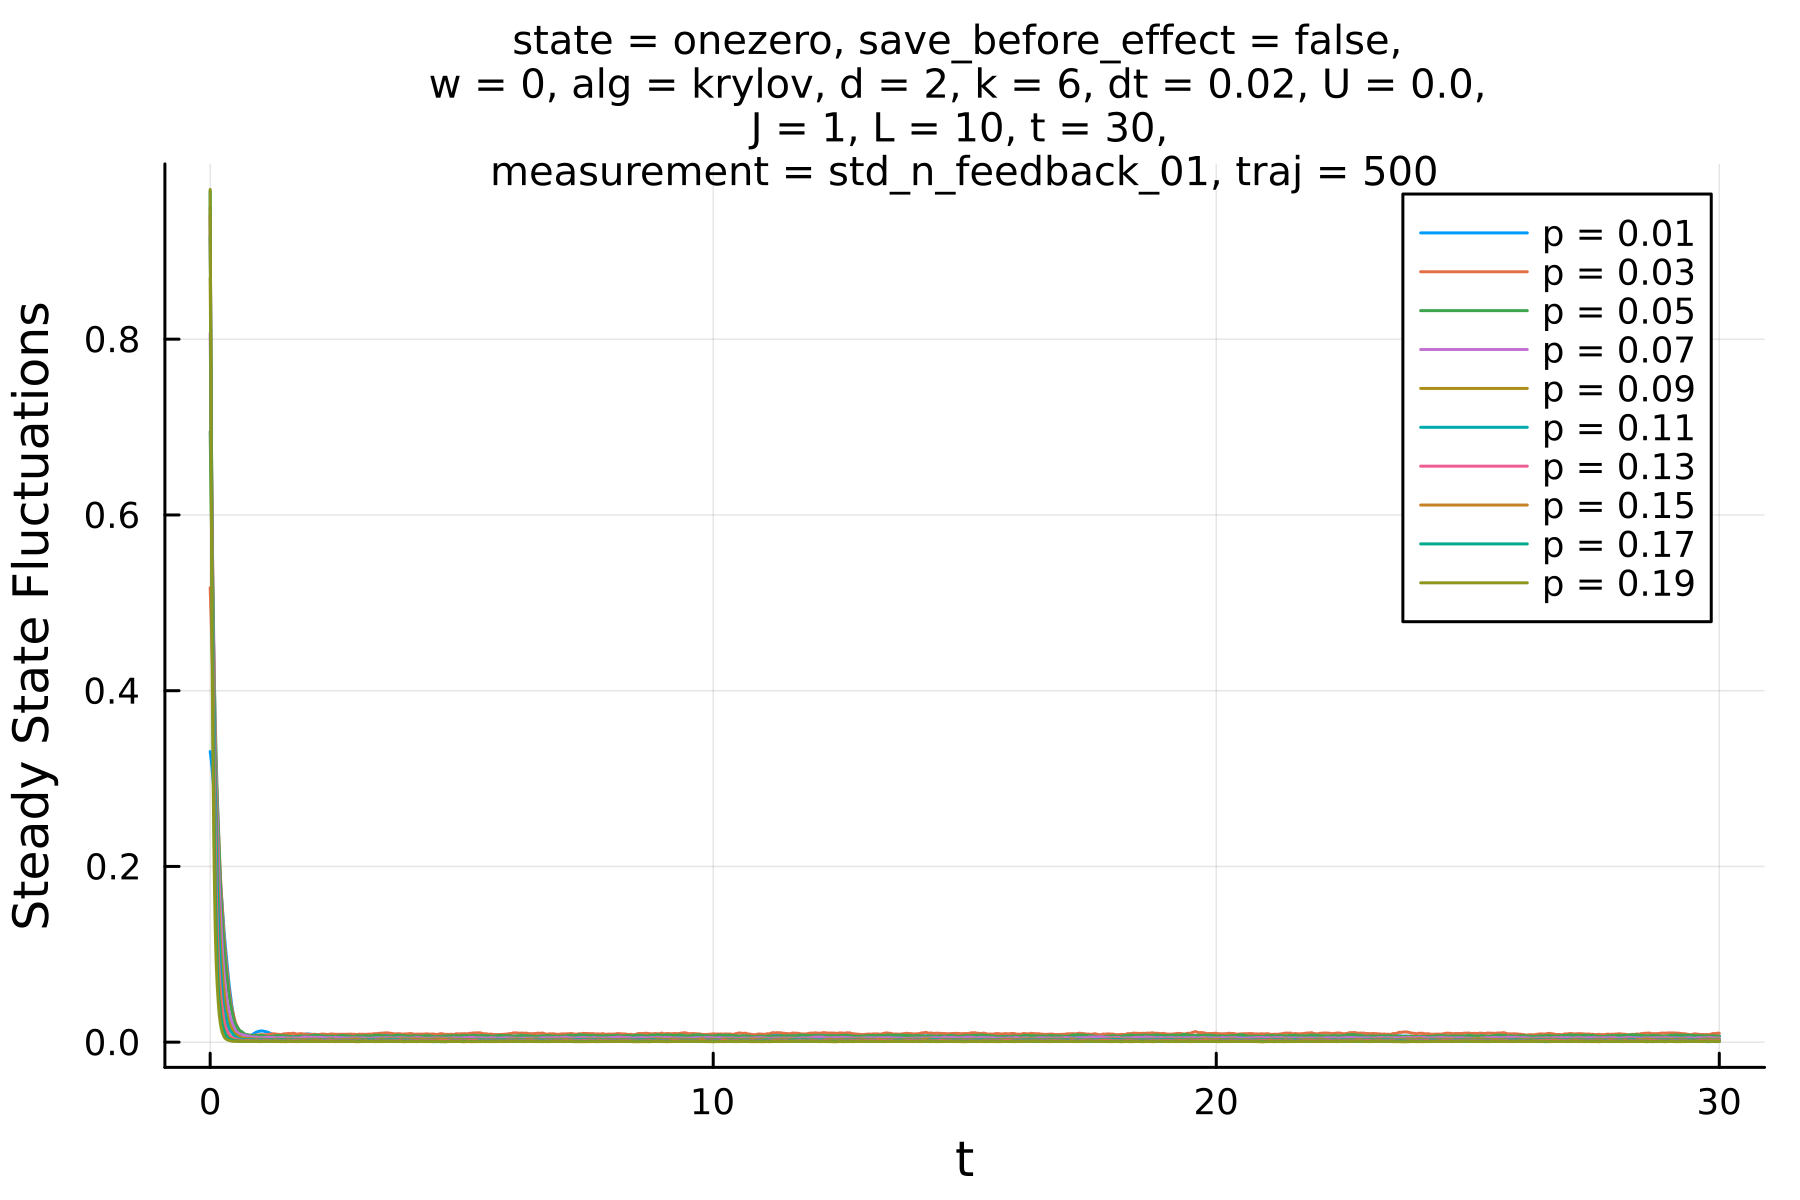 state = onezero, save_before_effect = false,
w = 0, alg = krylov, d = 2, k = 6, dt = 0.02, U = 0.0,
J = 1, L = 10, t = 30,
measurement = std_n_feedback_01, traj = 500
p = 0.01
p = 0.03
p = 0.05
p = 0.07
p = 0.09
p = 0.11
p = 0.13
p = 0.15
p = 0.17
p = 0.19
Steady State Fluctuations
0.8
0.6
0.4
0.2
0.0
0
10
20
30
t